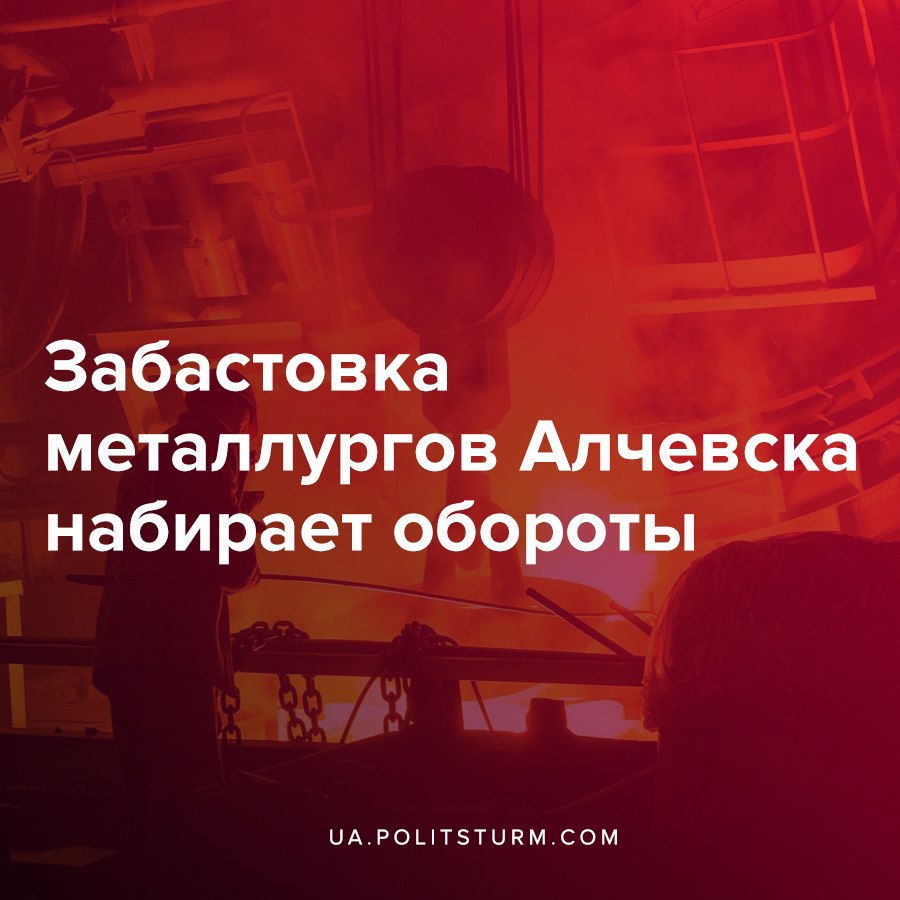 Забастовка
металлургов Алчевска
набирает обороты
UA.POLITSTURM.COM